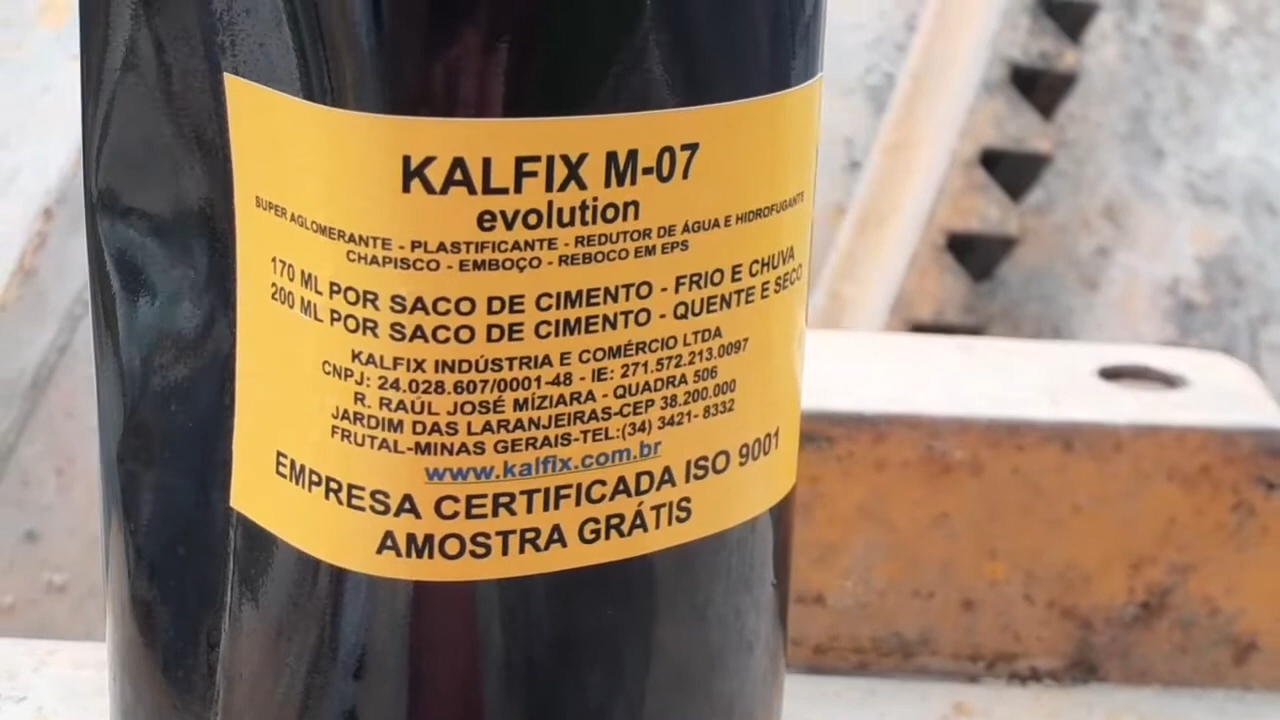 KALFIX M-07
evolution
SUPER AGLOMERANTE - PLASTIFICANTE - REDUTOR DE ÁGUA E HIDROFUGANTE
CHAPISCO - EMBOÇO - REBOCO EM EPS
170 ML POR SACO DE CIMENTO - FRIO E CHUVA
200 ML POR SACO DE CIMENTO - QUENTE E SECO
KALFIX INDÚSTRIA E COMÉRCIO LTDA
CNPJ: 24.028.607/0001-48 - IE: 271.572.213.0097
R. RAÚL JOSÉ MÍZIARA - QUADRA 506
JARDIM DAS LARANJEIRAS-CEP 38.200.000
FRUTAL-MINAS GERAIS-TEL:(34) 3421- 8332
www.kalfix.com.br
EMPRESA CERTIFICADA ISO 9001
AMOSTRA GRÁTIS